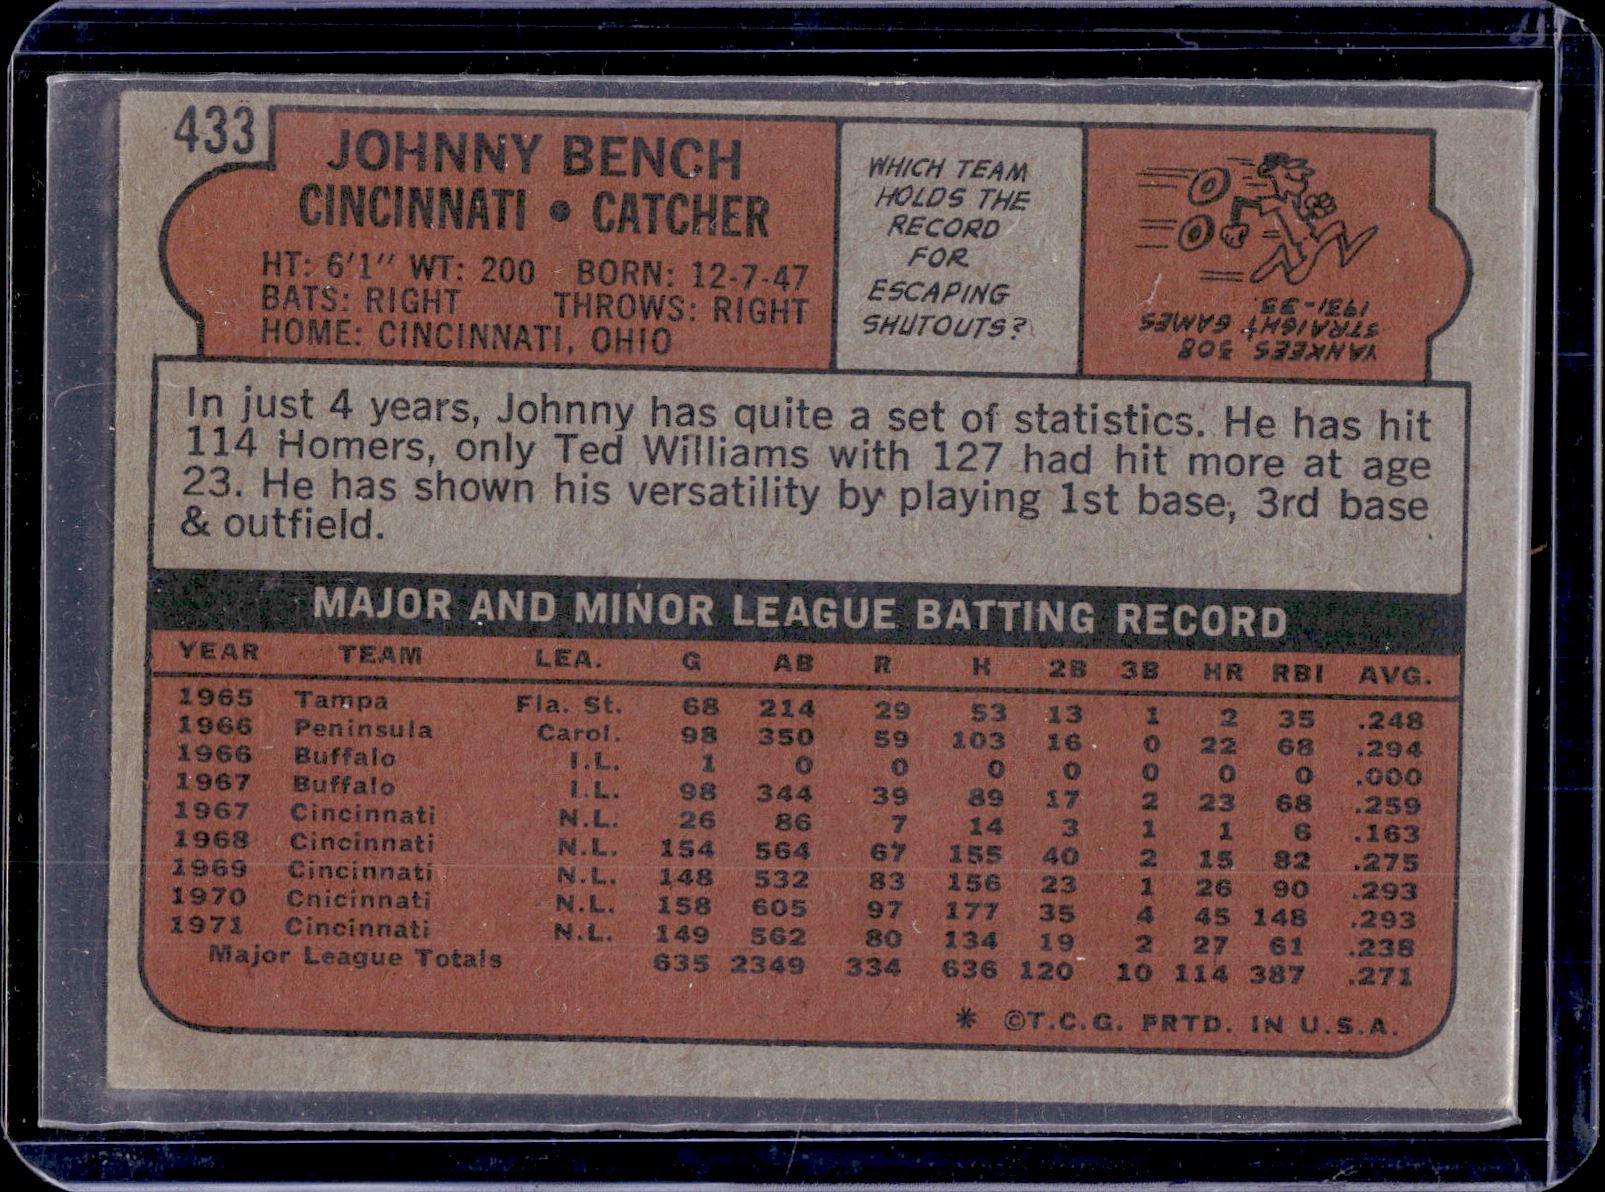 433
JOHNNY BENCH
CINCINNATI • CATCHER
HT: 6'1" WT: 200 BORN: 12-7-47
BATS: RIGHT THROWS: RIGHT
HOME: CINCINNATI, OHIO
WHICH TEAM
HOLDS THE
RECORD
FOR
ESCAPING
SHUTOUTS?
YANKEES 308
STRAIGHT GAMES
1931-33.
In just 4 years, Johnny has quite a set of statistics. He has hit
114 Homers, only Ted Williams with 127 had hit more at age
23. He has shown his versatility by playing 1st base, 3rd base
& outfield.
MAJOR AND MINOR LEAGUE BATTING RECORD
YEAR TEAM LEA. G AB R H 2B 3B HR RBI AVG.
1965 Tampa Fla. St. 68 214 29 53 13 1 2 35 .248
1966 Peninsula Carol. 98 350 59 103 16 0 22 68 .294
1966 Buffalo I.L. 1 0 0 0 0 0 0 0 .000
1967 Buffalo I.L. 98 344 39 89 17 2 23 68 .259
1967 Cincinnati N.L. 26 86 7 14 3 1 1 6 .163
1968 Cincinnati N.L. 154 564 67 155 40 2 15 82 .275
1969 Cincinnati N.L. 148 532 83 156 23 1 26 90 .293
1970 Cnicinnati N.L. 158 605 97 177 35 4 45 148 .293
1971 Cincinnati N.L. 149 562 80 134 19 2 27 61 .238
Major League Totals 635 2349 334 636 120 10 114 387 .271
* ©T.C.G. PRTD. IN U.S.A.